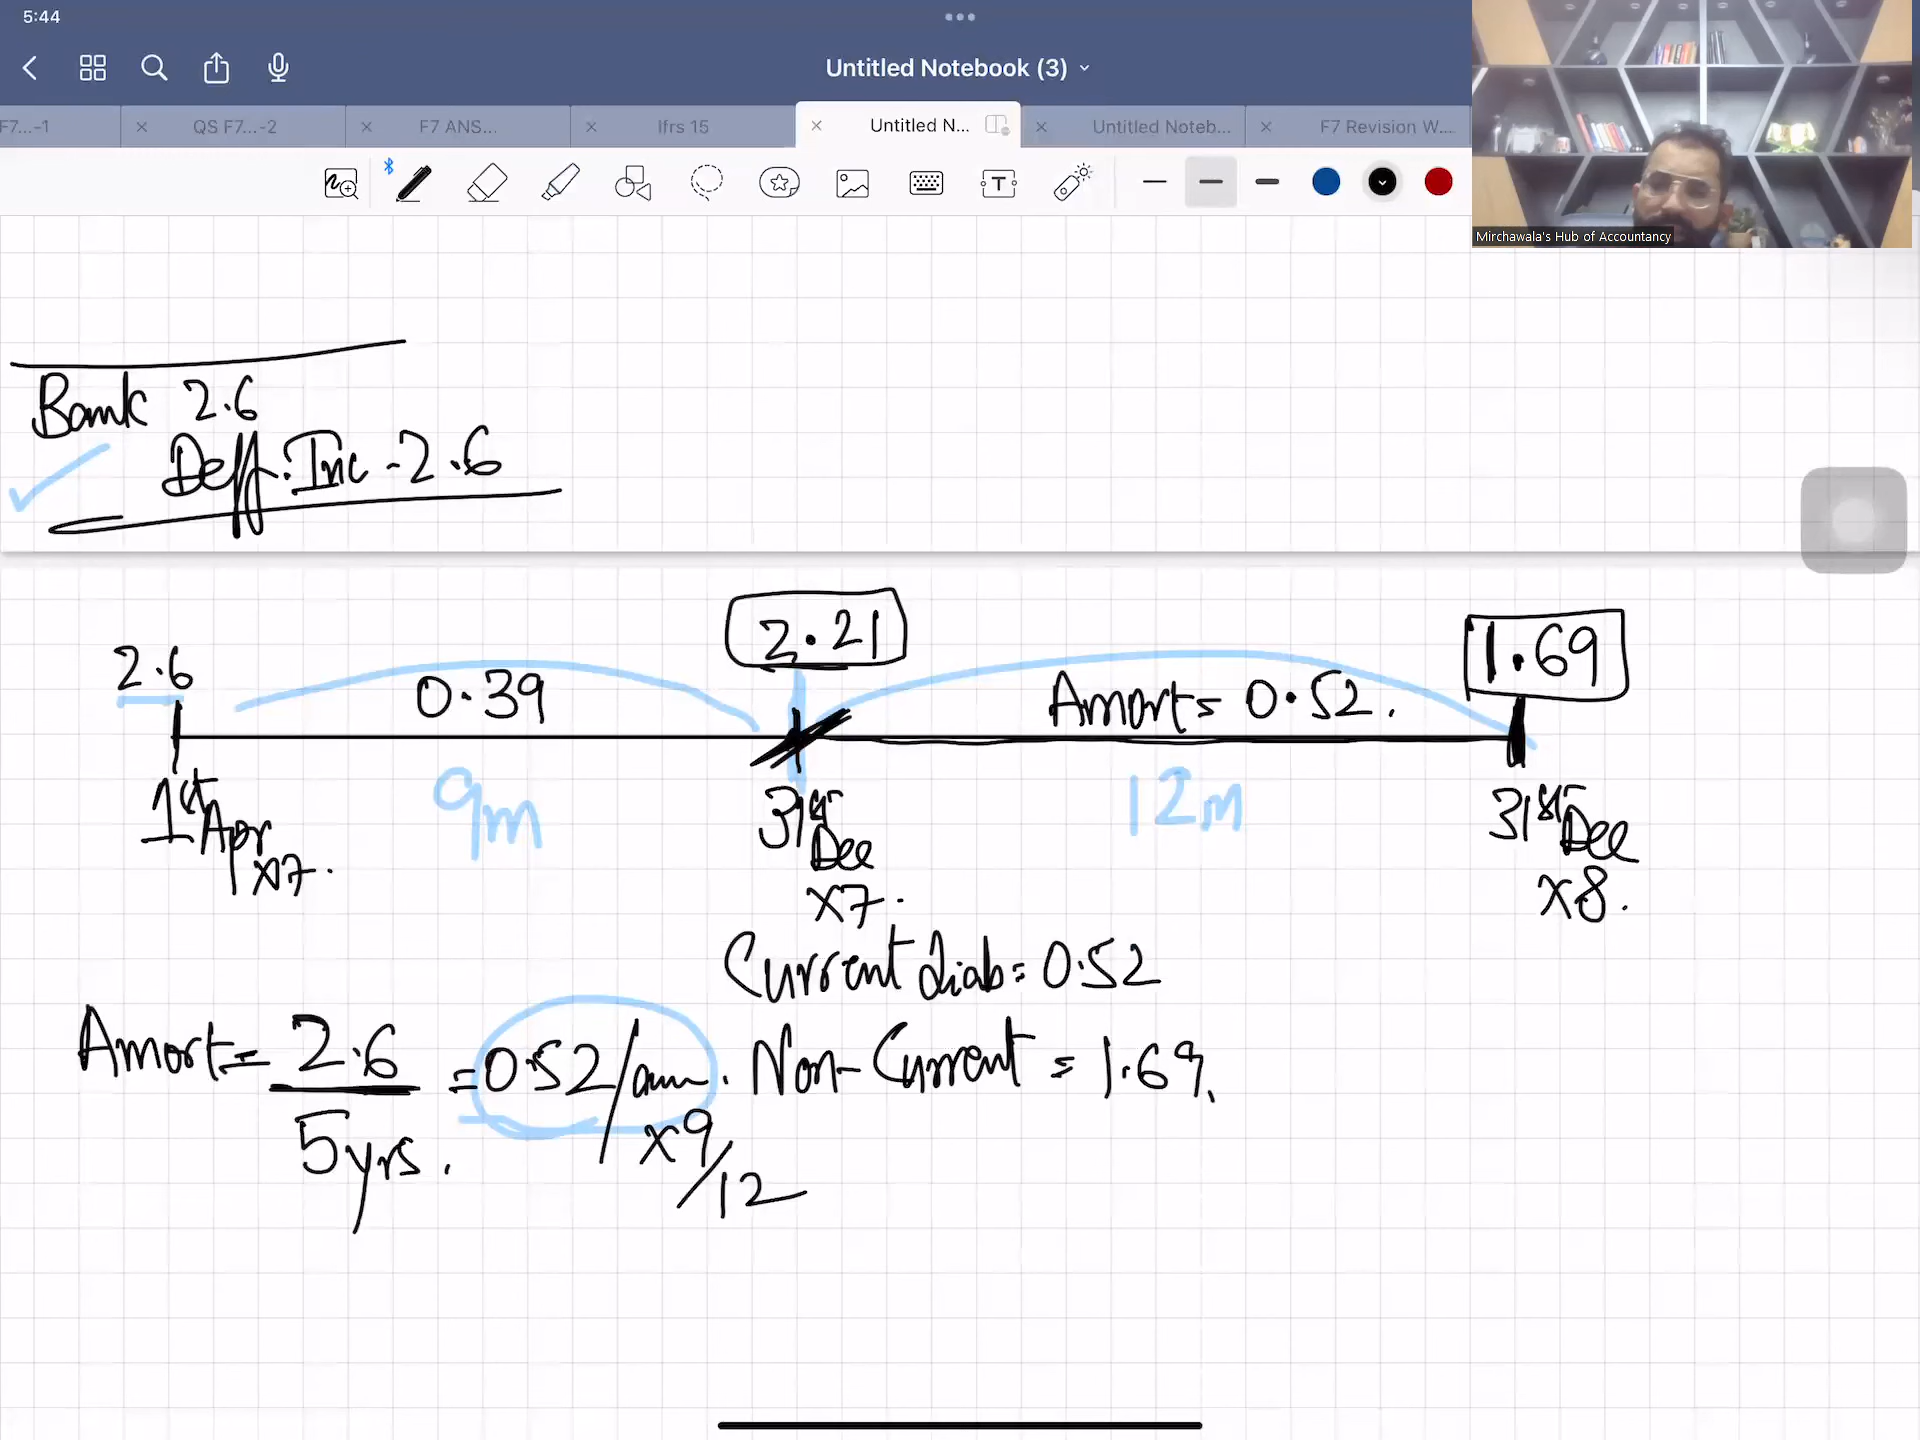 5:44
Untitled Notebook (3)
F7...-1
QS F7...-2
F7 ANS...
Ifrs 15
Untitled N...
Untitled Noteb...
F7 Revision W...
T
Mirchawala's Hub of Accountancy
Bank 2.6
Deff. Inc - 2.6
2.6
0.39
2.21
Amort = 0.52.
1.69
9m
12m
1st Apr x7.
31st Dec x7.
31st Dec x8.
Current Liab = 0.52
Amort = 2.6 / 5yrs. = 0.52/ann. x 9/12
Non-Current = 1.69.